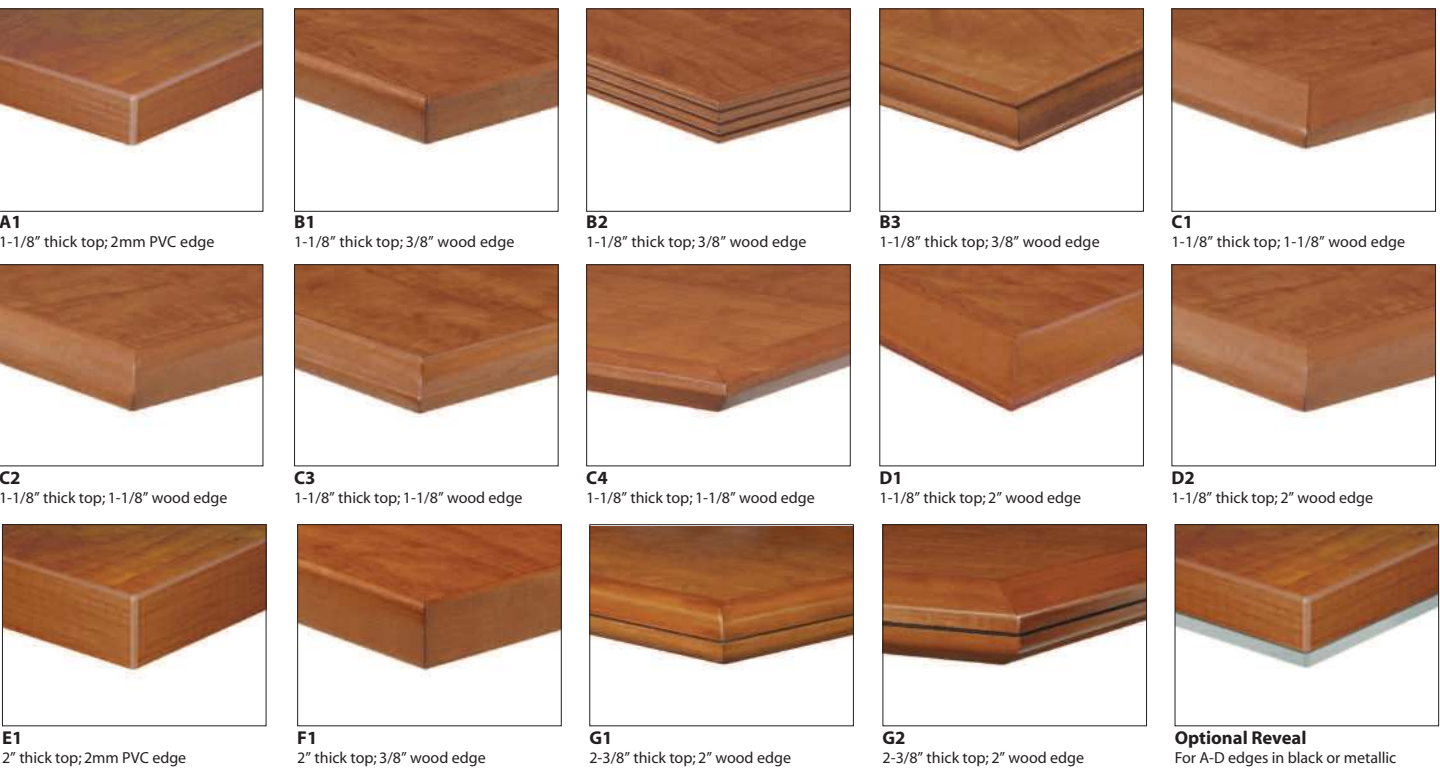 A1
1-1/8” thick top; 2mm PVC edge
B1
1-1/8” thick top; 3/8” wood edge
B2
1-1/8” thick top; 3/8” wood edge
B3
1-1/8” thick top; 3/8” wood edge
C1
1-1/8” thick top; 1-1/8” wood edge
C2
1-1/8” thick top; 1-1/8” wood edge
C3
1-1/8” thick top; 1-1/8” wood edge
C4
1-1/8” thick top; 1-1/8” wood edge
D1
1-1/8” thick top; 2” wood edge
D2
1-1/8” thick top; 2” wood edge
E1
2” thick top; 2mm PVC edge
F1
2” thick top; 3/8” wood edge
G1
2-3/8” thick top; 2” wood edge
G2
2-3/8” thick top; 2” wood edge
Optional Reveal
For A-D edges in black or metallic